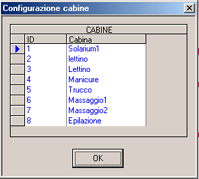 Configurazione cabine
CABINE
ID Cabina
1 Solarium1
2 lettino
3 Lettino
4 Manicure
5 Trucco
6 Massaggio1
7 Massaggio2
8 Epilazione
OK